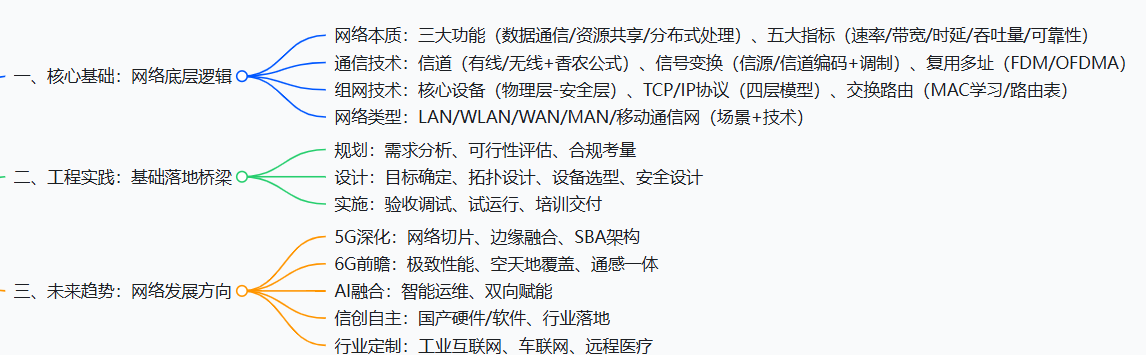 一、核心基础：网络底层逻辑
网络本质：三大功能（数据通信/资源共享/分布式处理）、五大指标（速率/带宽/时延/吞吐量/可靠性）
通信技术：信道（有线/无线+香农公式）、信号变换（信源/信道编码+调制）、复用多址（FDM/OFDMA）
组网技术：核心设备（物理层-安全层）、TCP/IP协议（四层模型）、交换路由（MAC学习/路由表）
网络类型：LAN/WLAN/WAN/MAN/移动通信网（场景+技术）
二、工程实践：基础落地桥梁
规划：需求分析、可行性评估、合规考量
设计：目标确定、拓扑设计、设备选型、安全设计
实施：验收调试、试运行、培训交付
三、未来趋势：网络发展方向
5G深化：网络切片、边缘融合、SBA架构
6G前瞻：极致性能、空天地覆盖、通感一体
AI融合：智能运维、双向赋能
信创自主：国产硬件/软件、行业落地
行业定制：工业互联网、车联网、远程医疗